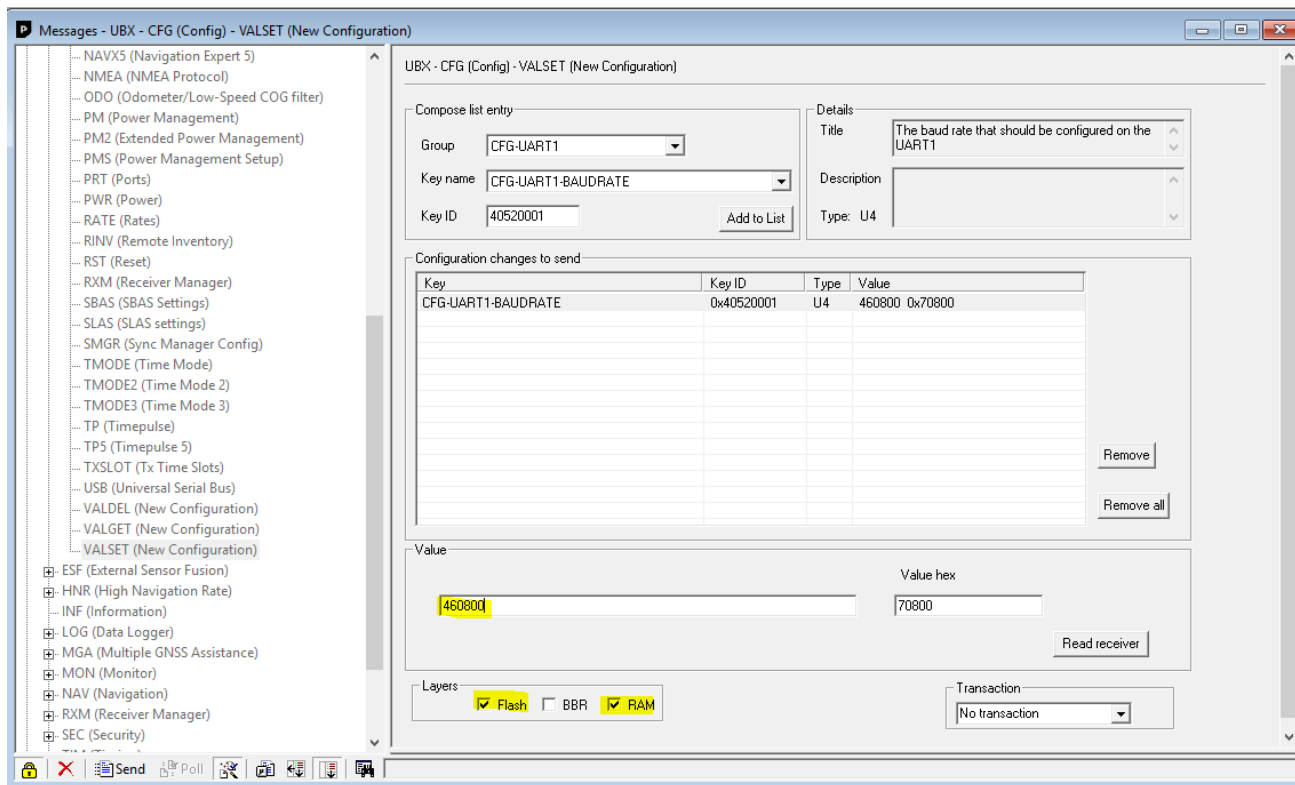 Messages - UBX - CFG (Config) - VALSET (New Configuration)
NAVX5 (Navigation Expert 5)
NMEA (NMEA Protocol)
ODO (Odometer/Low-Speed COG filter)
PM (Power Management)
PM2 (Extended Power Management)
PMS (Power Management Setup)
PRT (Ports)
PWR (Power)
RATE (Rates)
RINV (Remote Inventory)
RST (Reset)
RXM (Receiver Manager)
SBAS (SBAS Settings)
SLAS (SLAS settings)
SMGR (Sync Manager Config)
TMODE (Time Mode)
TMODE2 (Time Mode 2)
TMODE3 (Time Mode 3)
TP (Timepulse)
TP5 (Timepulse 5)
TXSLOT (Tx Time Slots)
USB (Universal Serial Bus)
VALDEL (New Configuration)
VALGET (New Configuration)
VALSET (New Configuration)
ESF (External Sensor Fusion)
HNR (High Navigation Rate)
INF (Information)
LOG (Data Logger)
MGA (Multiple GNSS Assistance)
MON (Monitor)
NAV (Navigation)
RXM (Receiver Manager)
SEC (Security)
UBX - CFG (Config) - VALSET (New Configuration)
Compose list entry
Group CFG-UART1
Key name CFG-UART1-BAUDRATE
Key ID 40520001 Add to List
Details
Title The baud rate that should be configured on the
UART1
Description
Type: U4
Configuration changes to send
Key Key ID Type Value
CFG-UART1-BAUDRATE 0x40520001 U4 460800 0x70800
Remove
Remove all
Value
Value hex
460800 70800
Read receiver
Layers
Flash BBR RAM
Transaction
No transaction
Send Poll